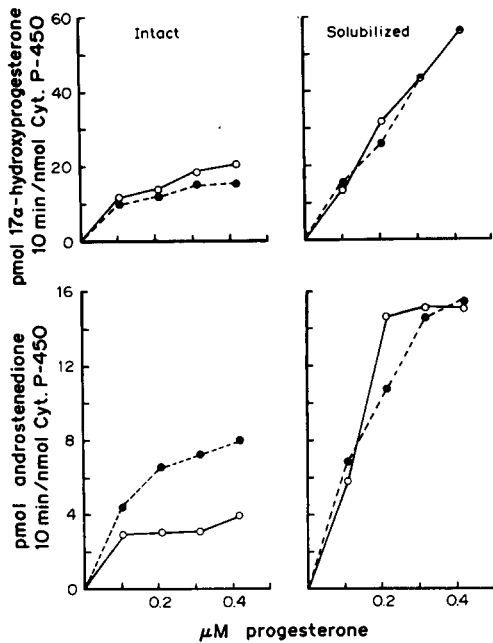 Intact
Solubilized
pmol 17α-hydroxyprogesterone
10 min/nmol Cyt. P-450
60
40
20
0
pmol androstenedione
10 min/nmol Cyt. P-450
16
12
8
4
0
0.2
0.4
0.2
0.4
μM progesterone